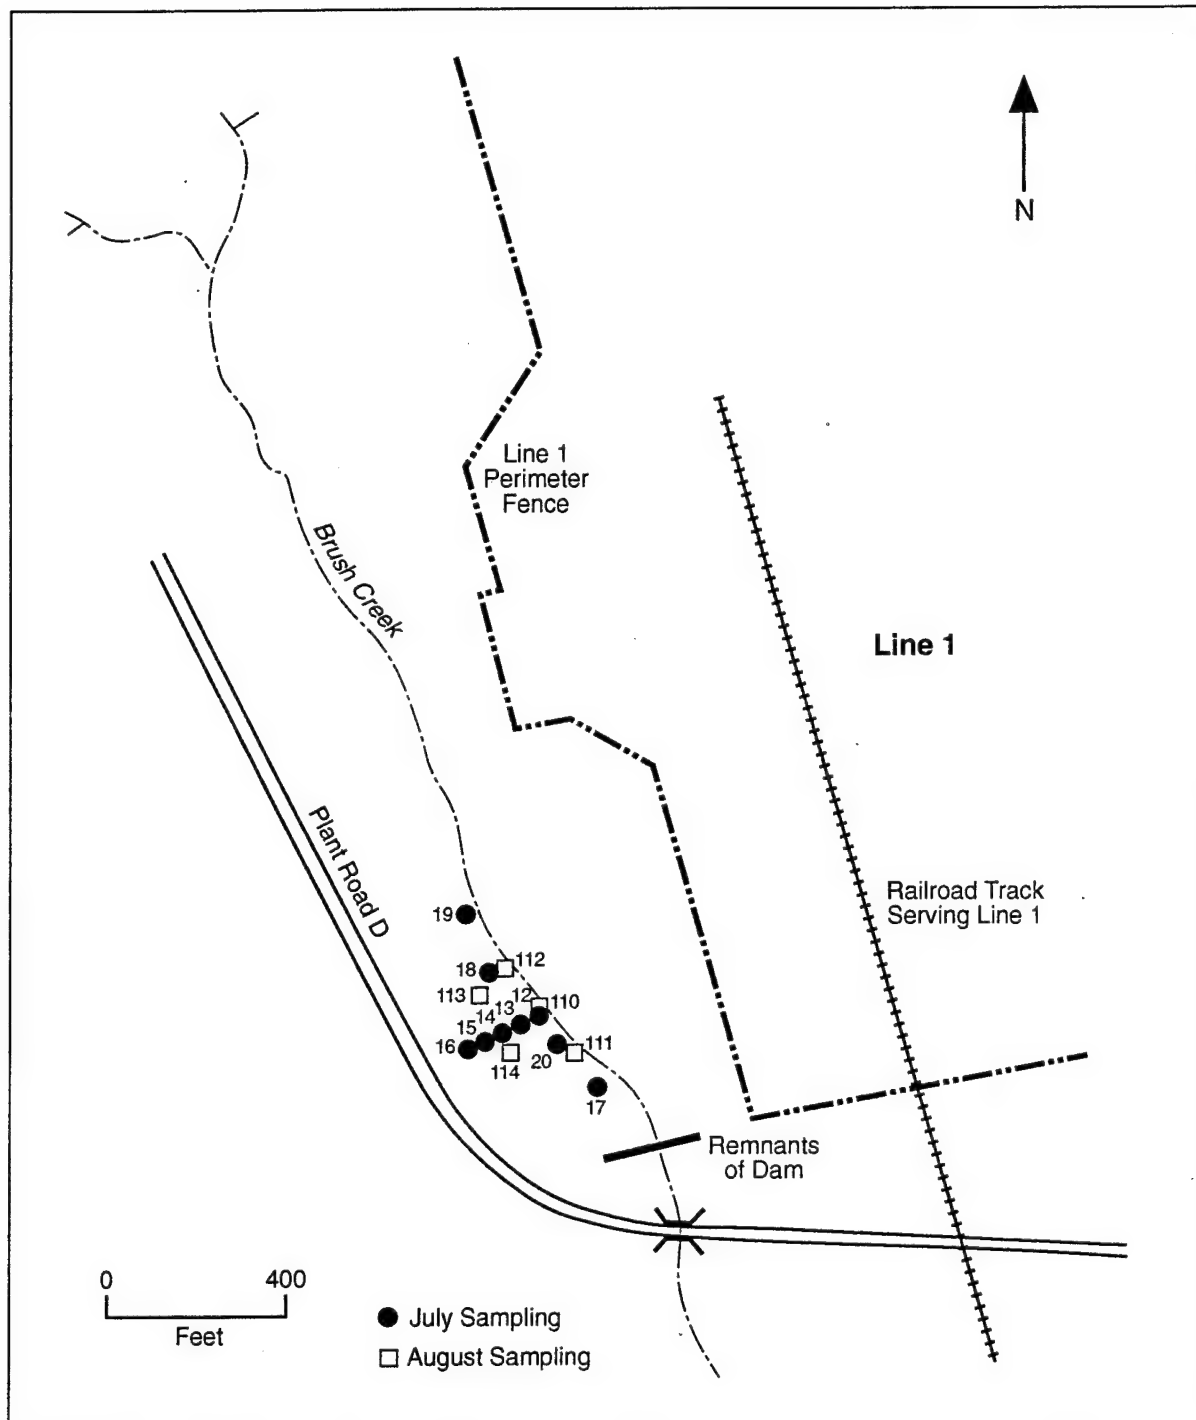 N
Line 1
Perimeter
Fence
Brush Creek
Line 1
Plant Road D
Railroad Track
Serving Line 1
19
18
112
113
12
110
13
14
15
16
114
20
111
17
Remnants
of Dam
0 400
Feet
July Sampling
August Sampling